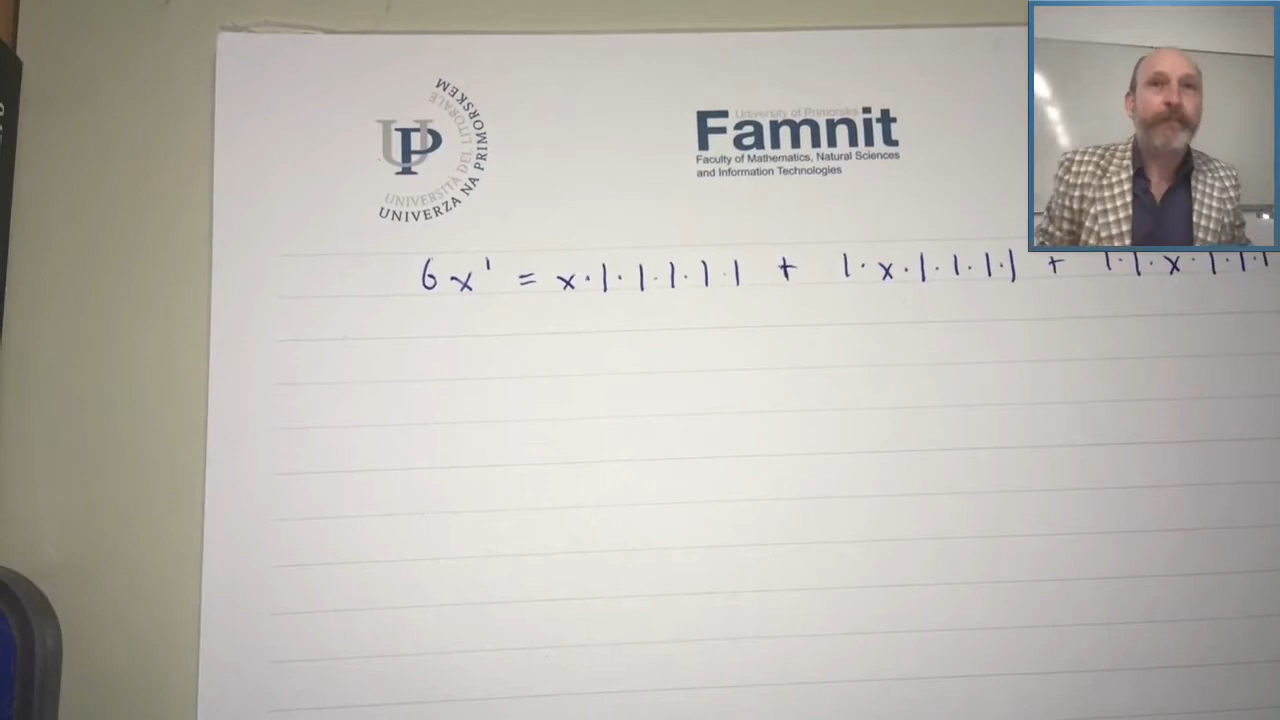 UNIVERZA NA PRIMORSKEM
UNIVERSITÀ DEL LITORALE
UP
University of Primorska
Famnit
Faculty of Mathematics, Natural Sciences
and Information Technologies
6x¹ = x·1·1·1·1·1 + 1·x·1·1·1·1 + 1·1·x·1·1·1